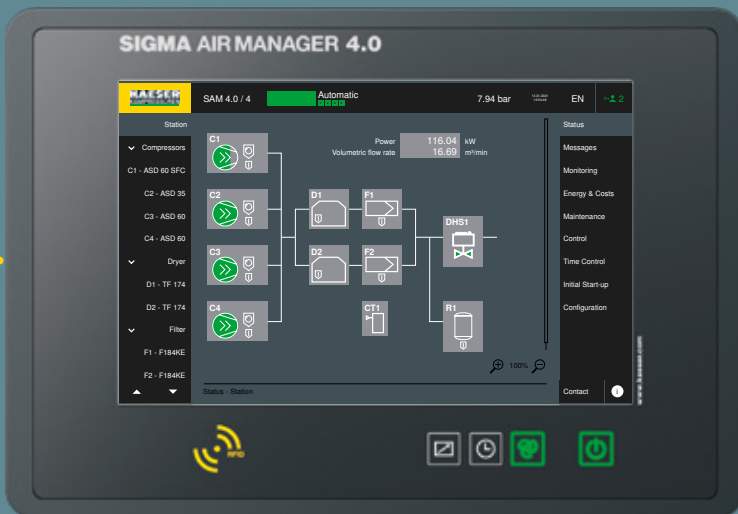 SIGMA AIR MANAGER 4.0
KAESER
SAM 4.0 / 4
Automatic
7.94 bar
EN
2
Station
Compressors
C1 - ASD 60 SFC
C2 - ASD 35
C3 - ASD 60
C4 - ASD 60
Dryer
D1 - TF 174
D2 - TF 174
Filter
F1 - F184KE
F2 - F184KE
Power 116.04 kW
Volumetric flow rate 16.69 m³/min
C1
C2
C3
C4
D1
D2
F1
F2
DHS1
CT1
R1
100%
Status - Station
Status
Messages
Monitoring
Energy & Costs
Maintenance
Control
Time Control
Initial Start-up
Configuration
Contact
i
www.kaeser.com
RFID